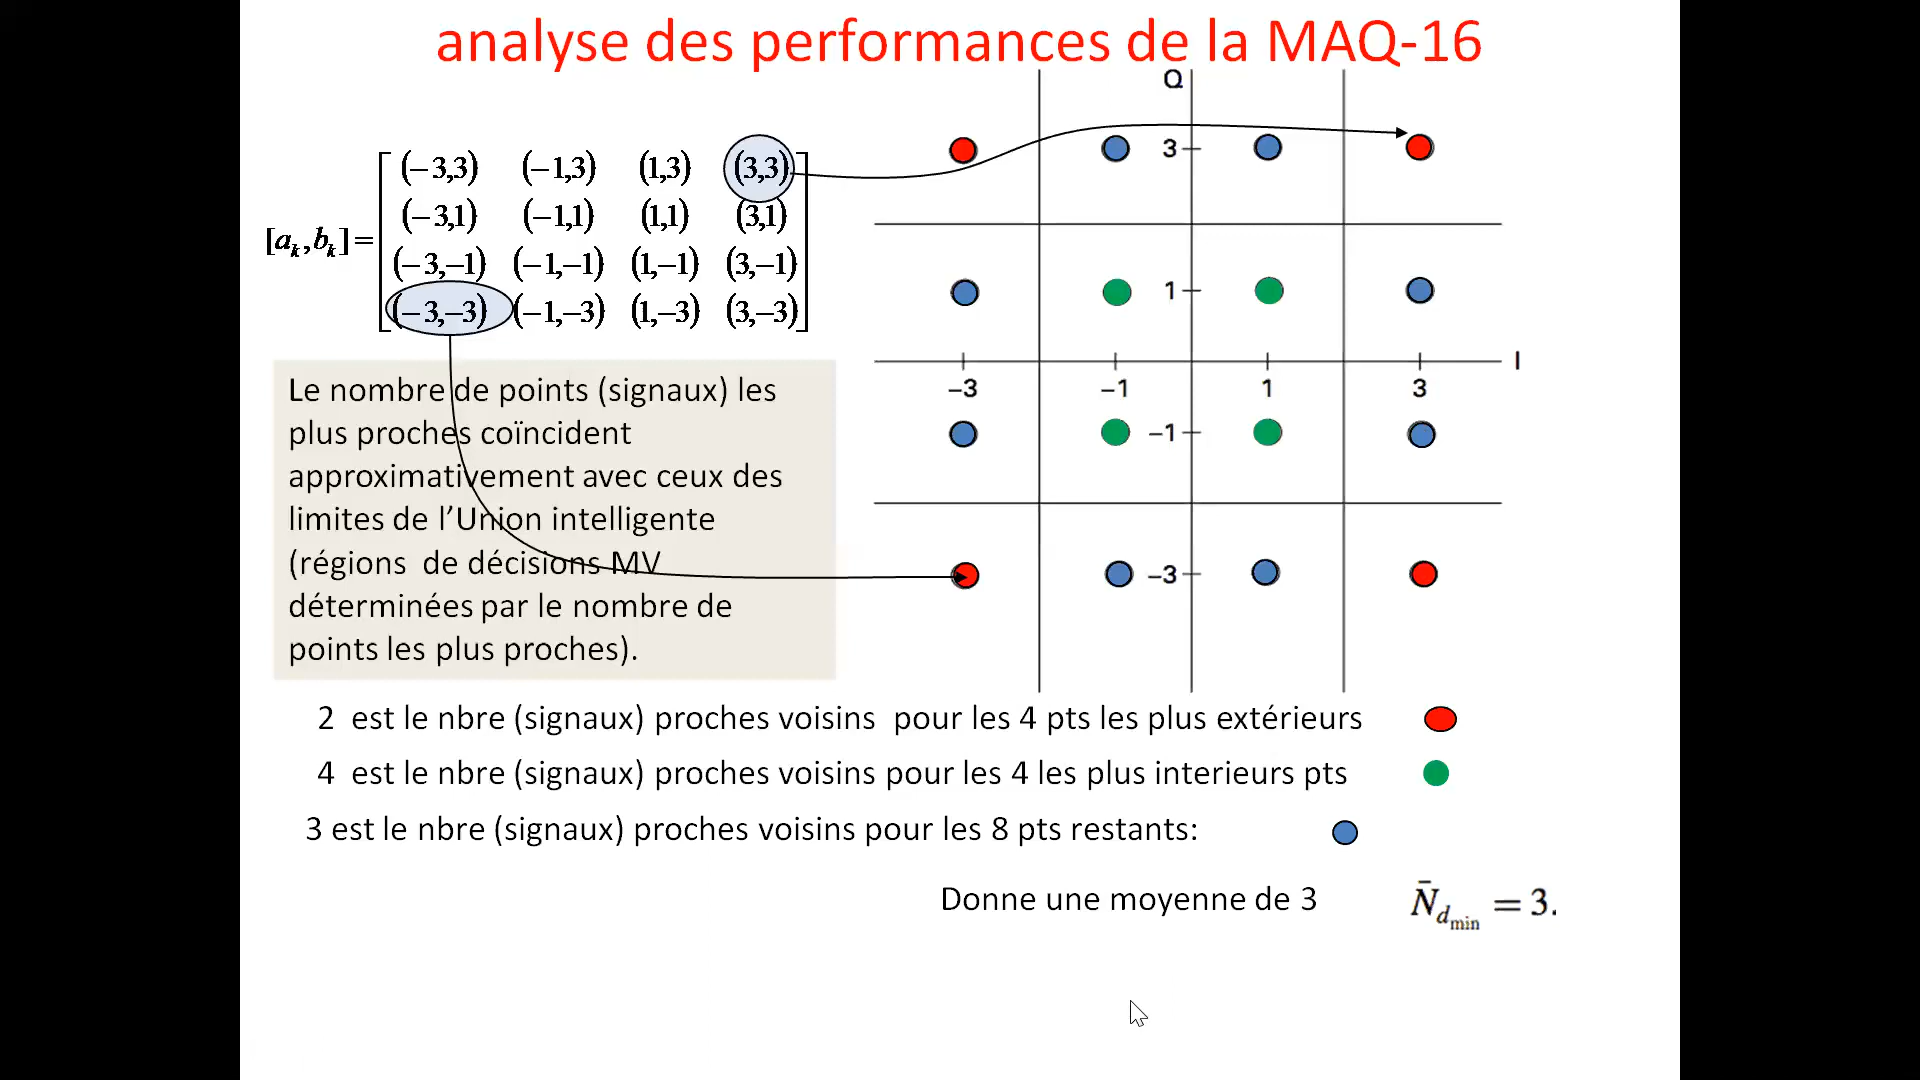 analyse des performances de la MAQ-16
[aₖ,bₖ]=
(−3,3) (−1,3) (1,3) (3,3)
(−3,1) (−1,1) (1,1) (3,1)
(−3,−1) (−1,−1) (1,−1) (3,−1)
(−3,−3) (−1,−3) (1,−3) (3,−3)
Q
3
1
I
−3 −1 1 3
−1
−3
Le nombre de points (signaux) les
plus proches coïncident
approximativement avec ceux des
limites de l’Union intelligente
(régions de décisions MV
déterminées par le nombre de
points les plus proches).
2 est le nbre (signaux) proches voisins pour les 4 pts les plus extérieurs
4 est le nbre (signaux) proches voisins pour les 4 les plus interieurs pts
3 est le nbre (signaux) proches voisins pour les 8 pts restants:
Donne une moyenne de 3 N̄dmin = 3.